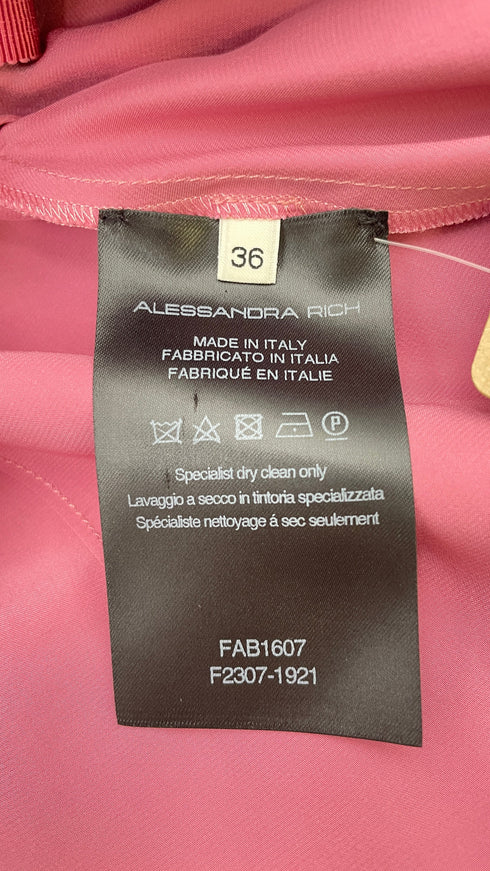 36
ALESSANDRA RICH
MADE IN ITALY
FABBRICATO IN ITALIA
FABRIQUÉ EN ITALIE
P
Specialist dry clean only
Lavaggio a secco in tintoria specializzata
Spécialiste nettoyage á sec seulement
FAB1607
F2307-1921